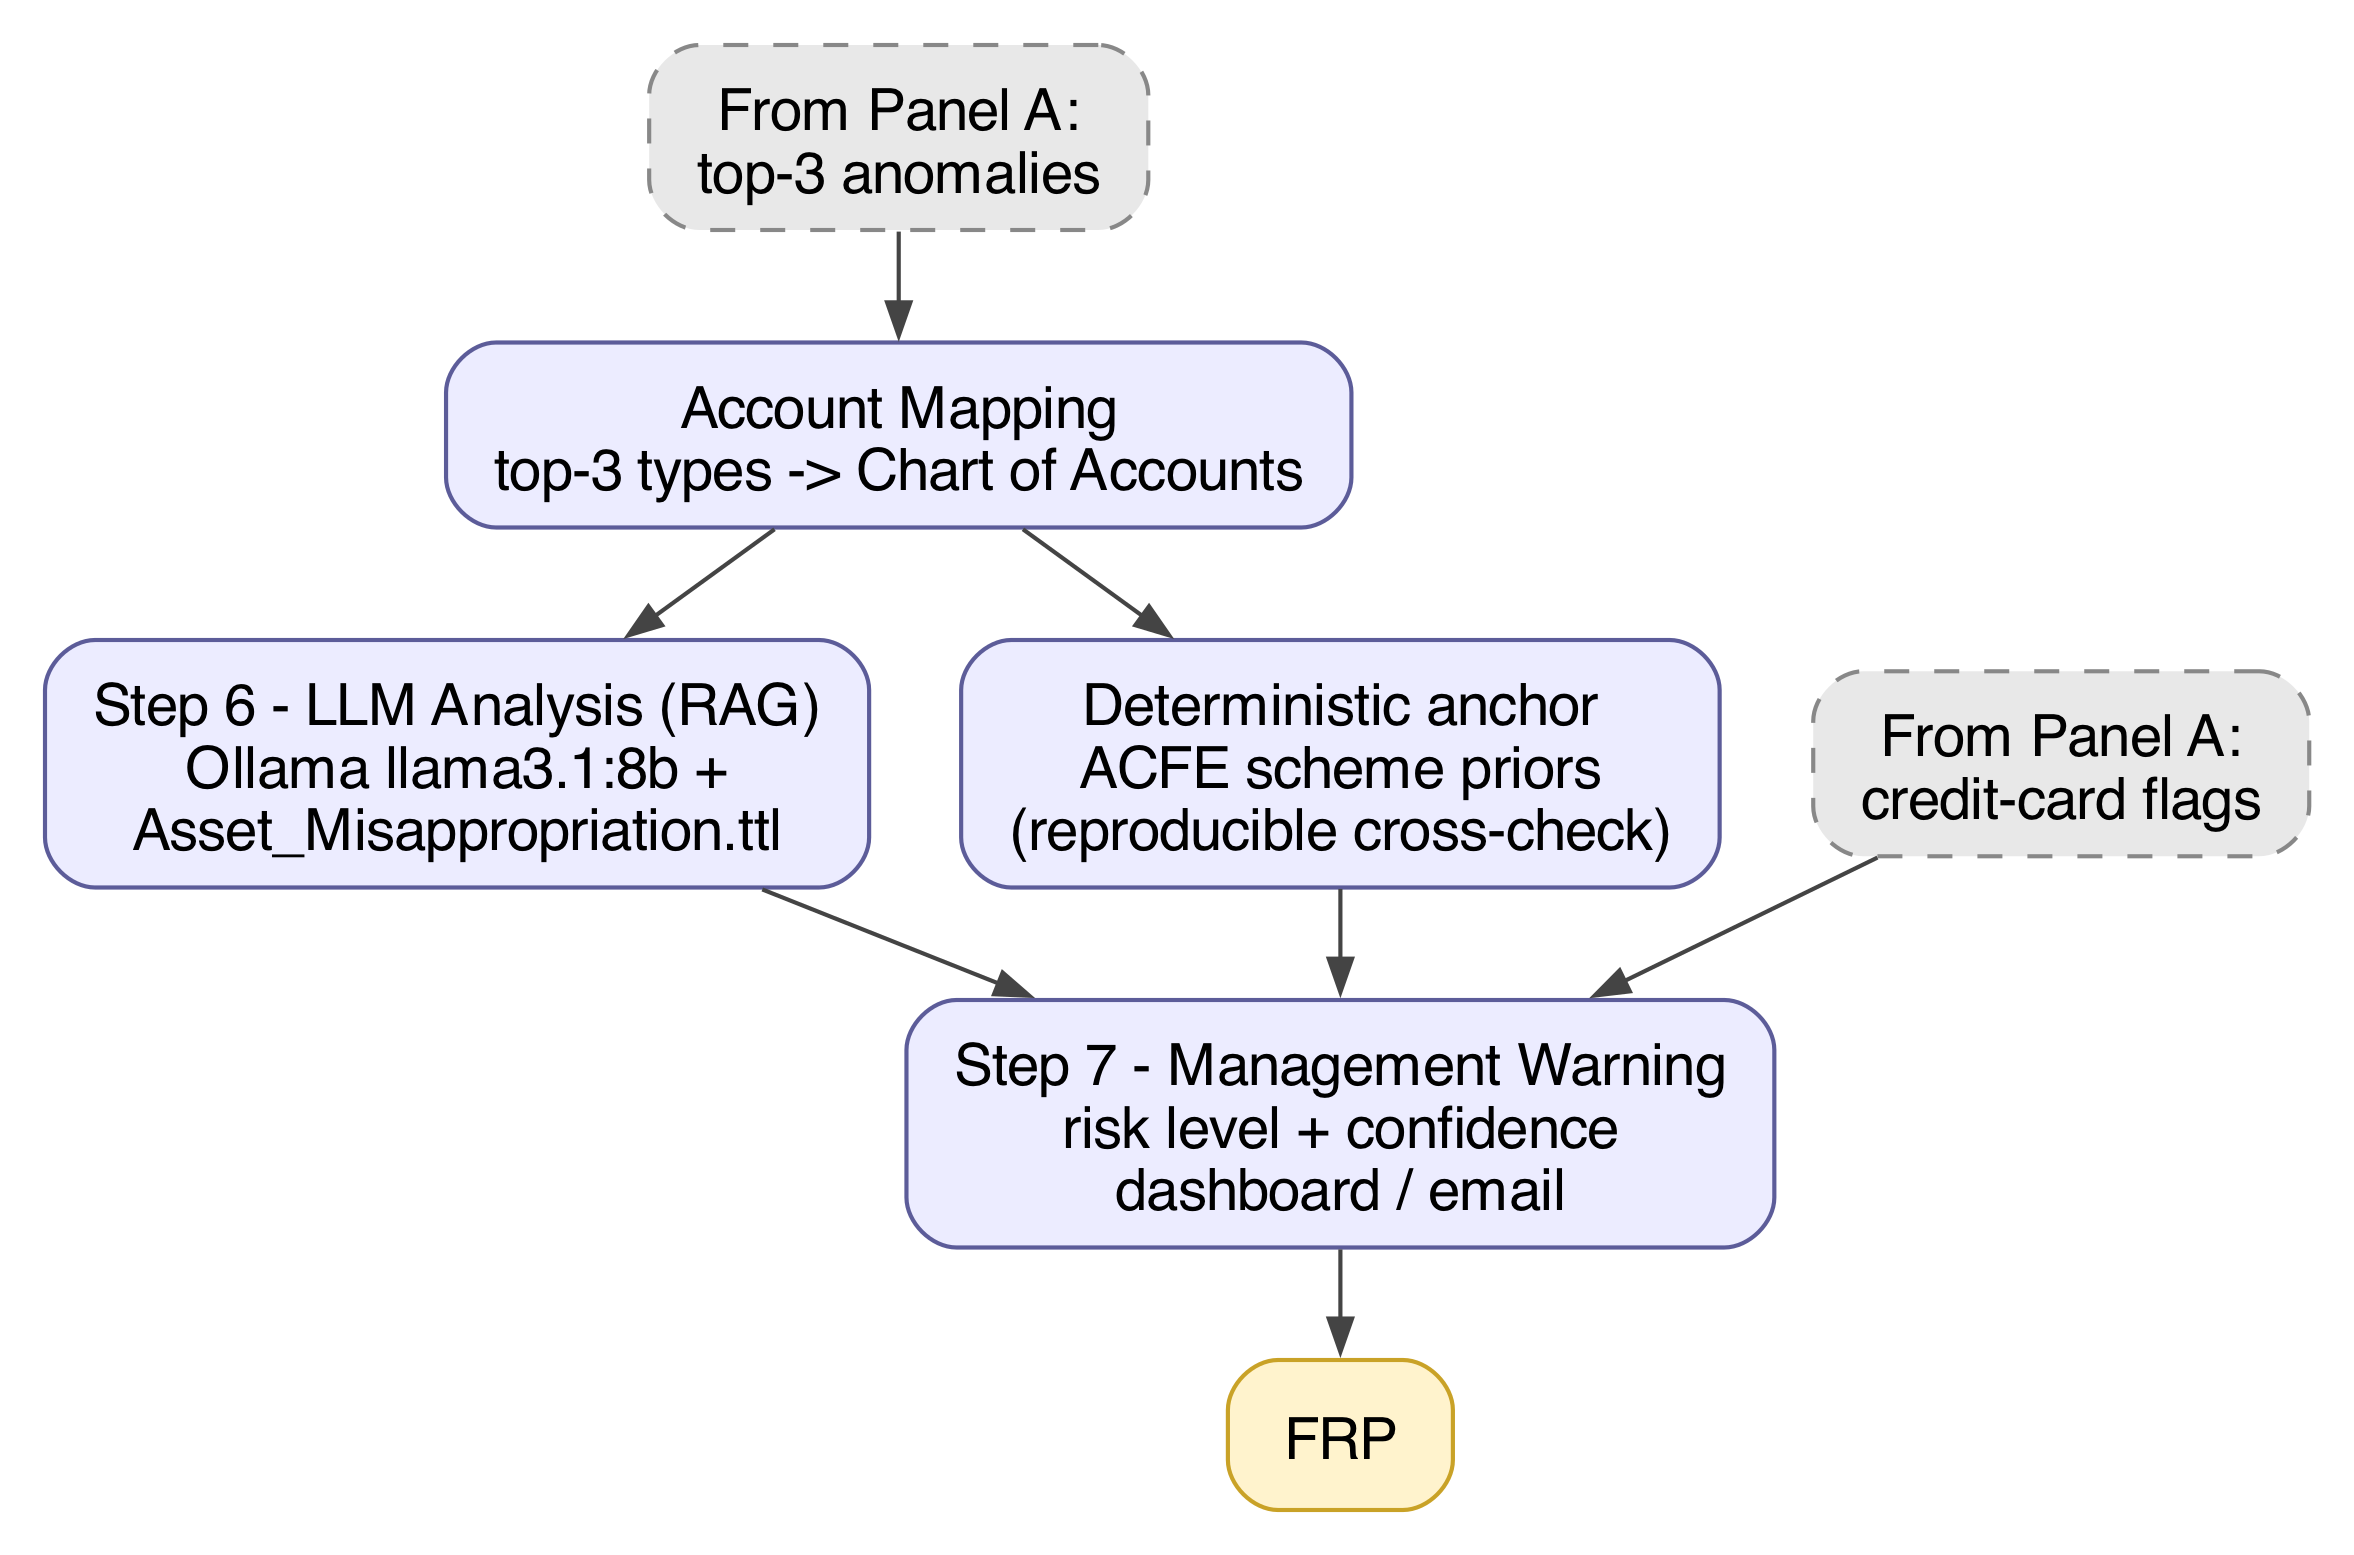 From Panel A:
top-3 anomalies
Account Mapping
top-3 types -> Chart of Accounts
Step 6 - LLM Analysis (RAG)
Ollama llama3.1:8b +
Asset_Misappropriation.ttl
Deterministic anchor
ACFE scheme priors
(reproducible cross-check)
From Panel A:
credit-card flags
Step 7 - Management Warning
risk level + confidence
dashboard / email
FRP